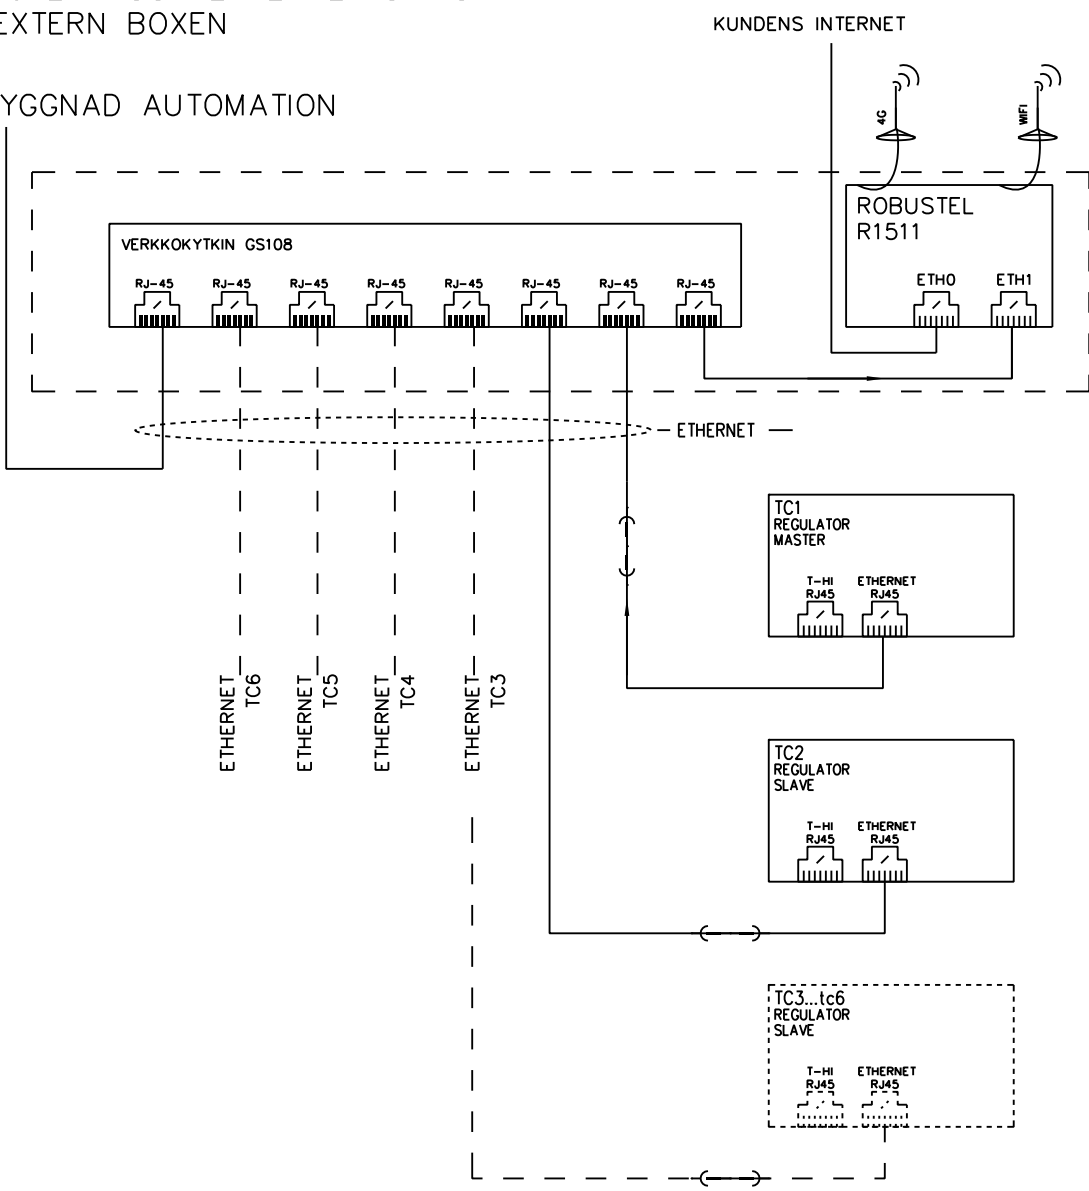 EXTERN BOXEN
KUNDENS INTERNET
YGGNAD AUTOMATION
4G
WIFI
ROBUSTEL
R1511
VERKKOKYTKIN GS108
RJ-45 RJ-45 RJ-45 RJ-45 RJ-45 RJ-45 RJ-45 RJ-45
ETH0 ETH1
ETHERNET
TC1
REGULATOR
MASTER
T-HI ETHERNET
RJ45 RJ45
ETHERNET
TC6
ETHERNET
TC5
ETHERNET
TC4
ETHERNET
TC3
TC2
REGULATOR
SLAVE
T-HI ETHERNET
RJ45 RJ45
TC3...tc6
REGULATOR
SLAVE
T-HI ETHERNET
RJ45 RJ45